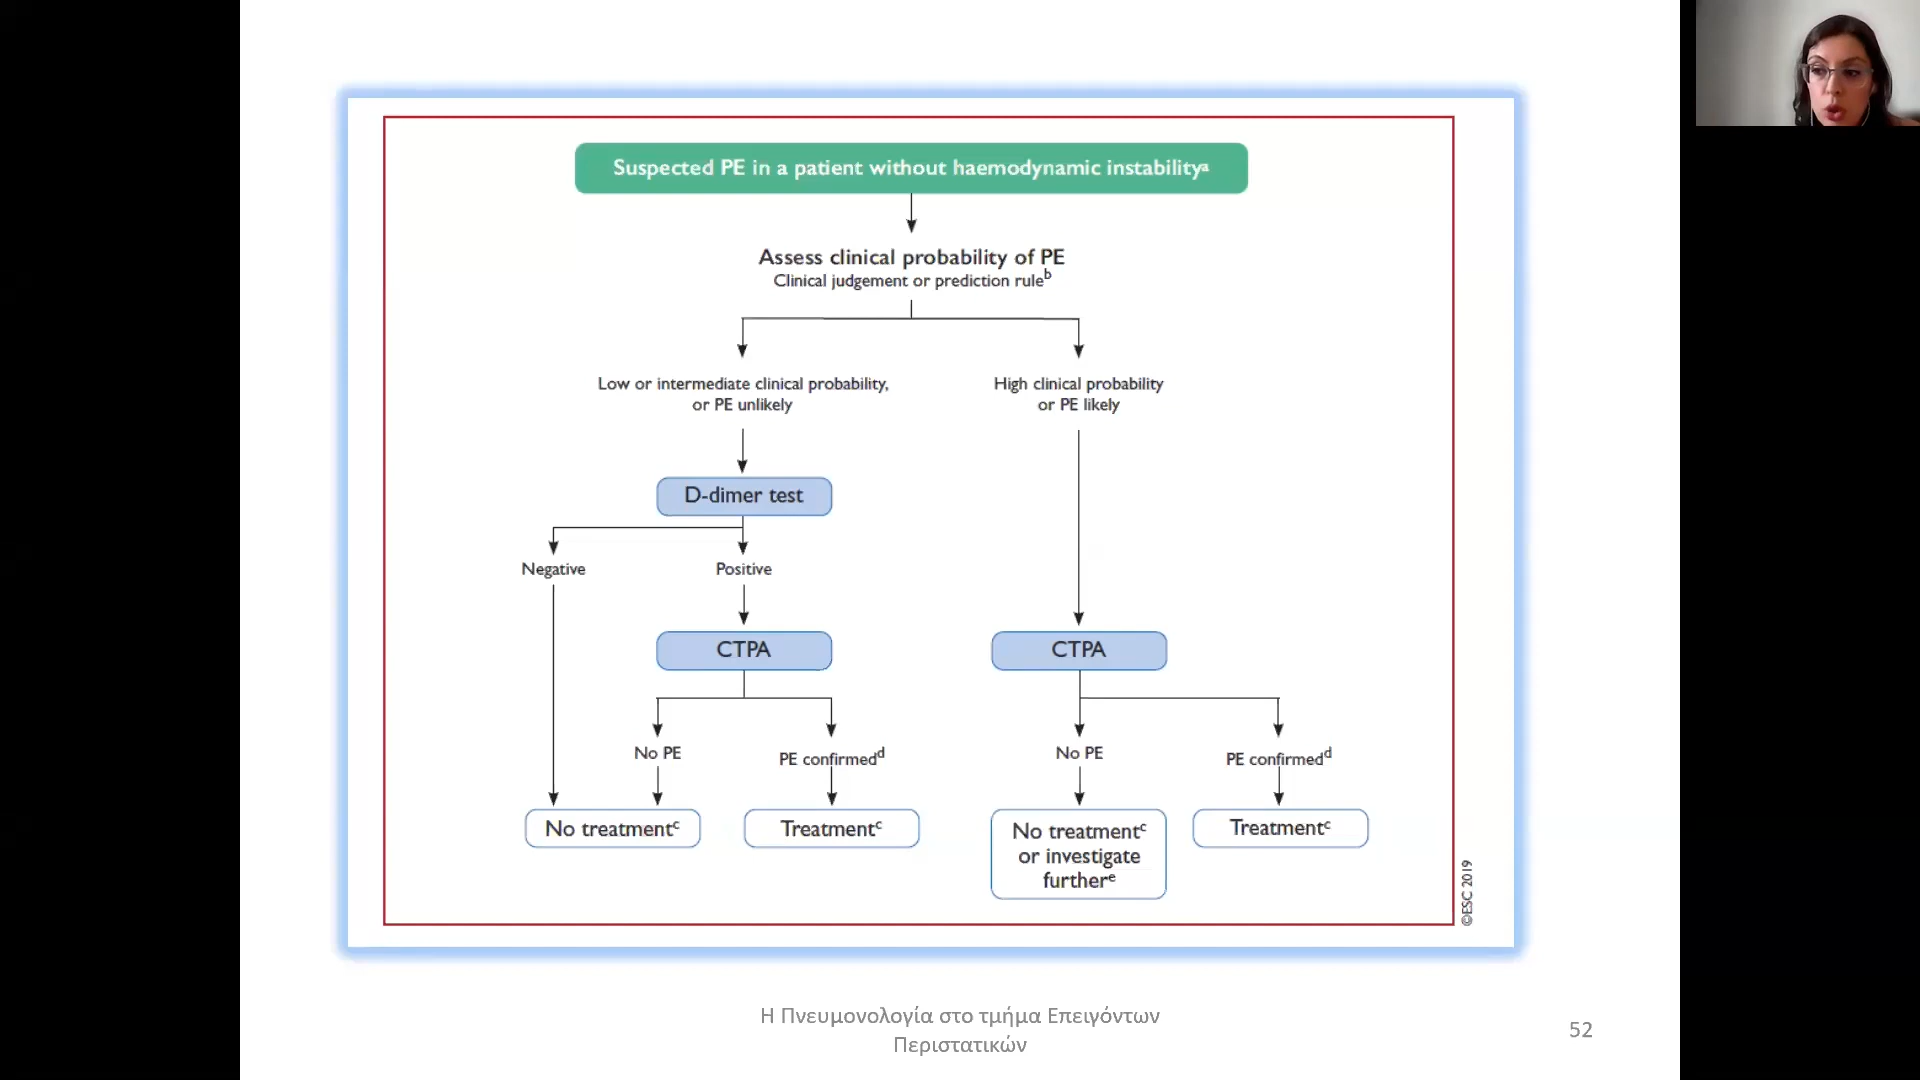 Suspected PE in a patient without haemodynamic instabilityᵃ
Assess clinical probability of PE
Clinical judgement or prediction ruleᵇ
Low or intermediate clinical probability,
or PE unlikely
High clinical probability
or PE likely
D-dimer test
Negative
Positive
CTPA
CTPA
No PE
PE confirmedᵈ
No PE
PE confirmedᵈ
No treatmentᶜ
Treatmentᶜ
No treatmentᶜ
or investigate
furtherᵉ
Treatmentᶜ
©ESC 2019
Η Πνευμονολογία στο τμήμα Επειγόντων
Περιστατικών
52